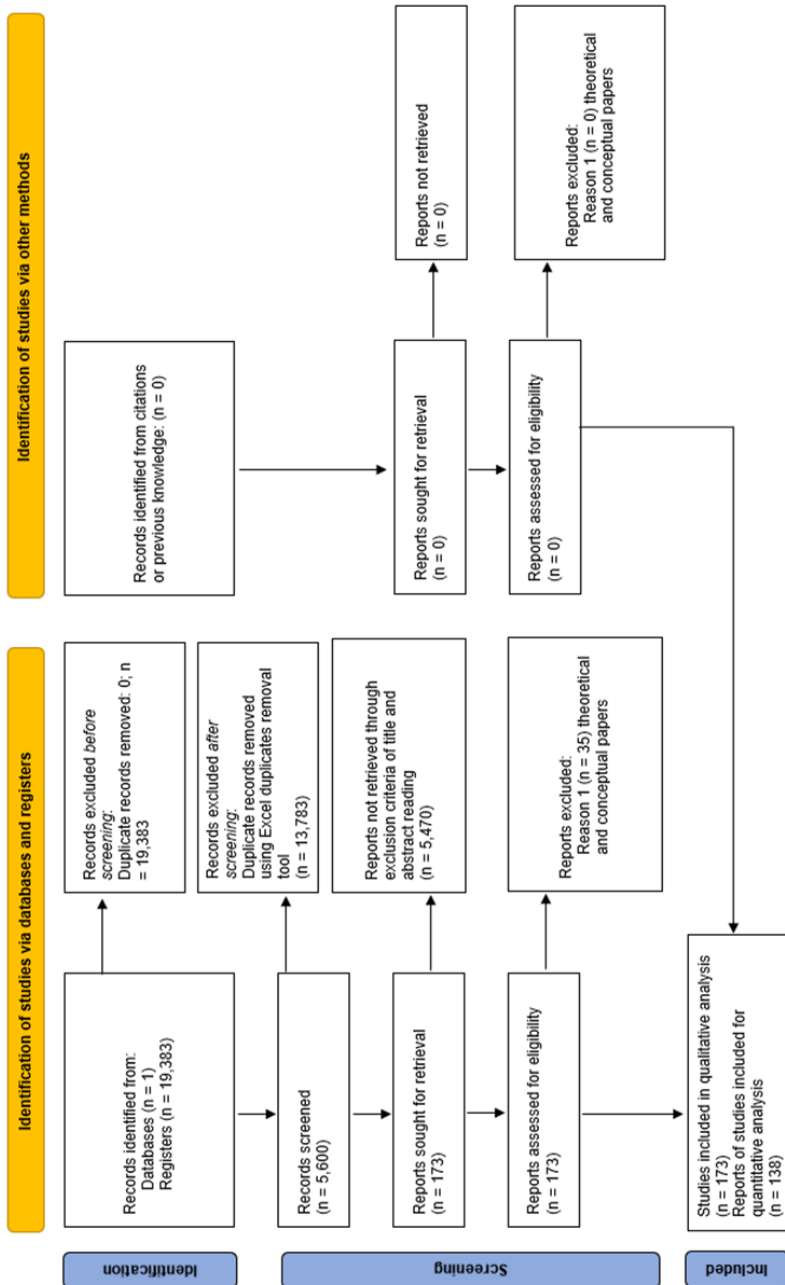 Identification of studies via databases and registers
Identification of studies via other methods
Identification
Records identified from:
Databases (n = 1)
Registers (n = 19,383)
Records excluded before
screening:
Duplicate records removed: 0; n
= 19,383
Records identified from citations
or previous knowledge: (n = 0)
Screening
Records screened
(n = 5,600)
Records excluded after
screening:
Duplicate records removed
using Excel duplicates removal
tool
(n = 13,783)
Reports sought for retrieval
(n = 173)
Reports not retrieved through
exclusion criteria of title and
abstract reading
(n = 5,470)
Reports sought for retrieval
(n = 0)
Reports not retrieved
(n = 0)
Reports assessed for eligibility
(n = 173)
Reports excluded:
Reason 1 (n = 35) theoretical
and conceptual papers
Reports assessed for eligibility
(n = 0)
Reports excluded:
Reason 1 (n = 0) theoretical
and conceptual papers
Included
Studies included in qualitative analysis
(n = 173)
Reports of studies included for
quantitative analysis
(n = 138)